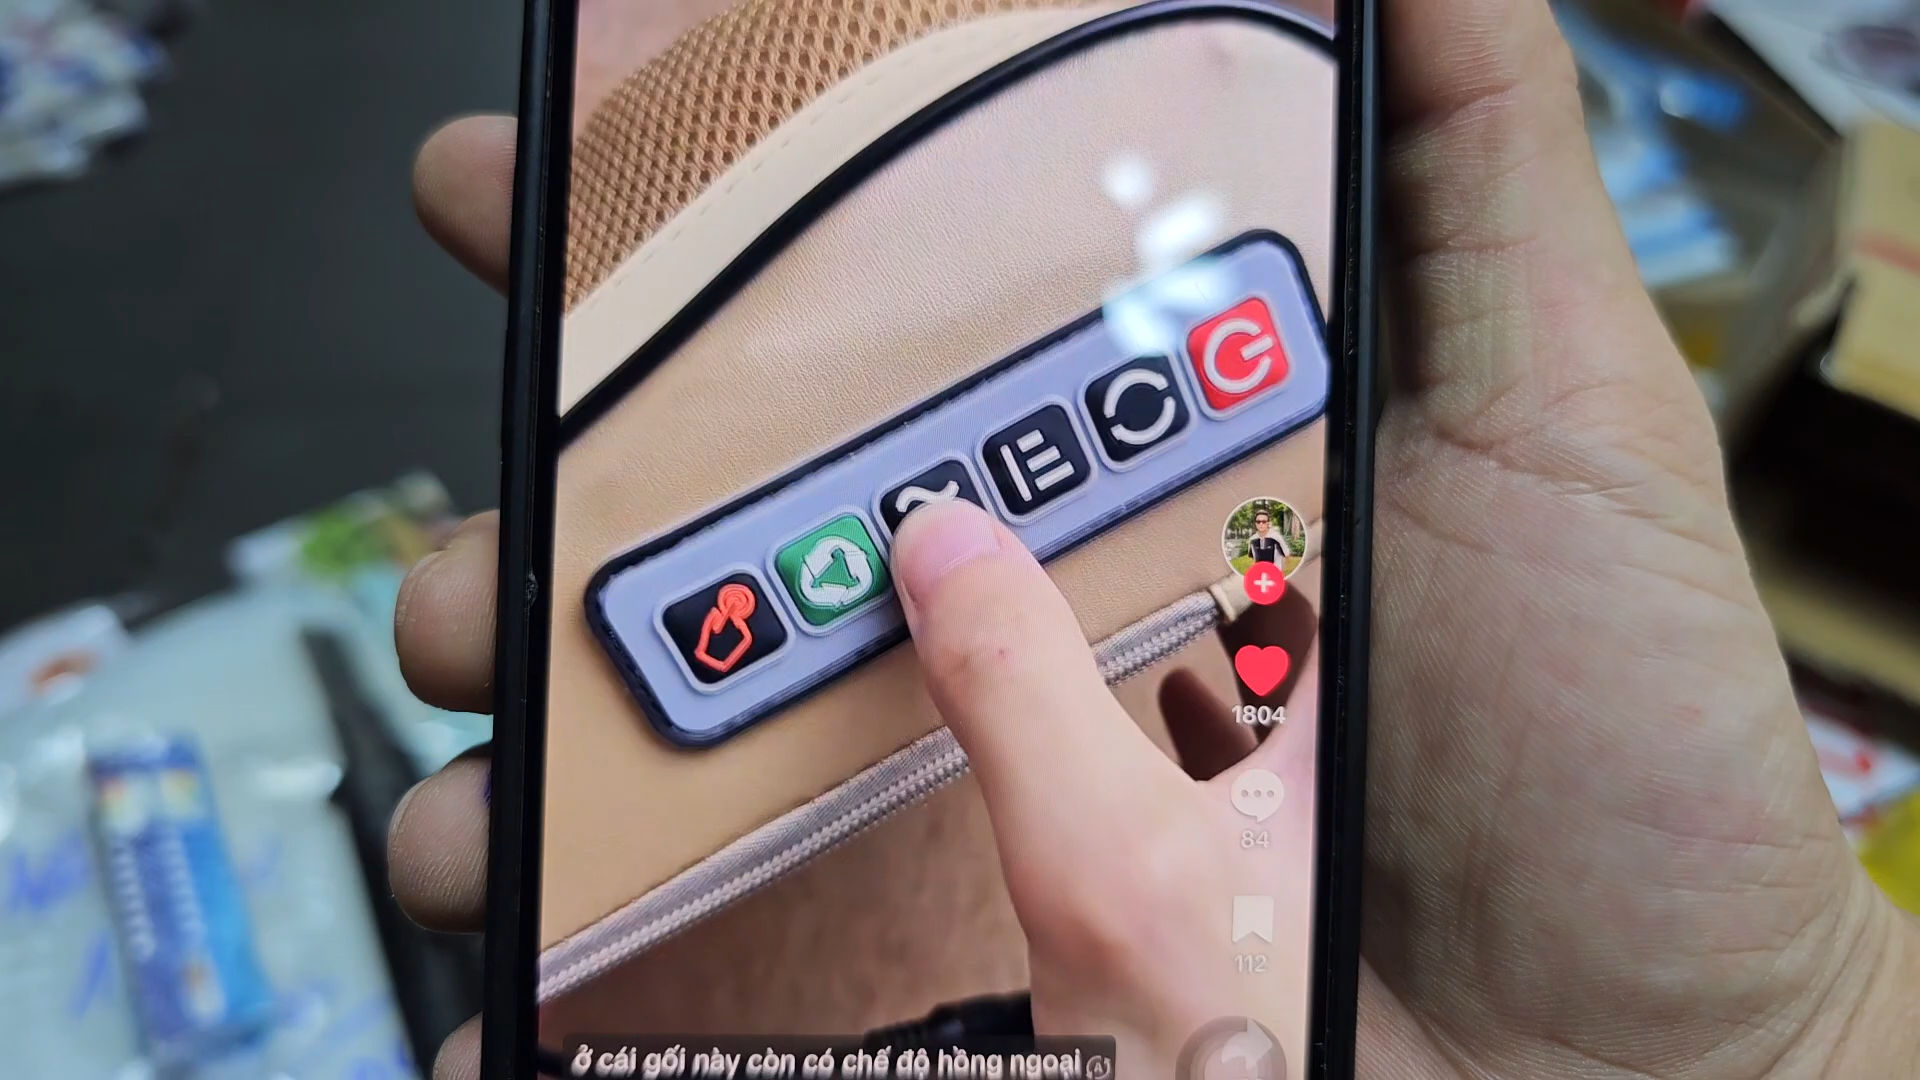 1804
84
112
ở cái gối này còn có chế độ hồng ngoại